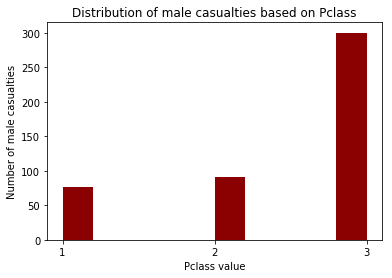 Distribution of male casualties based on Pclass
300
250
200
150
100
50
0
Number of male casualties
1 2 3
Pclass value